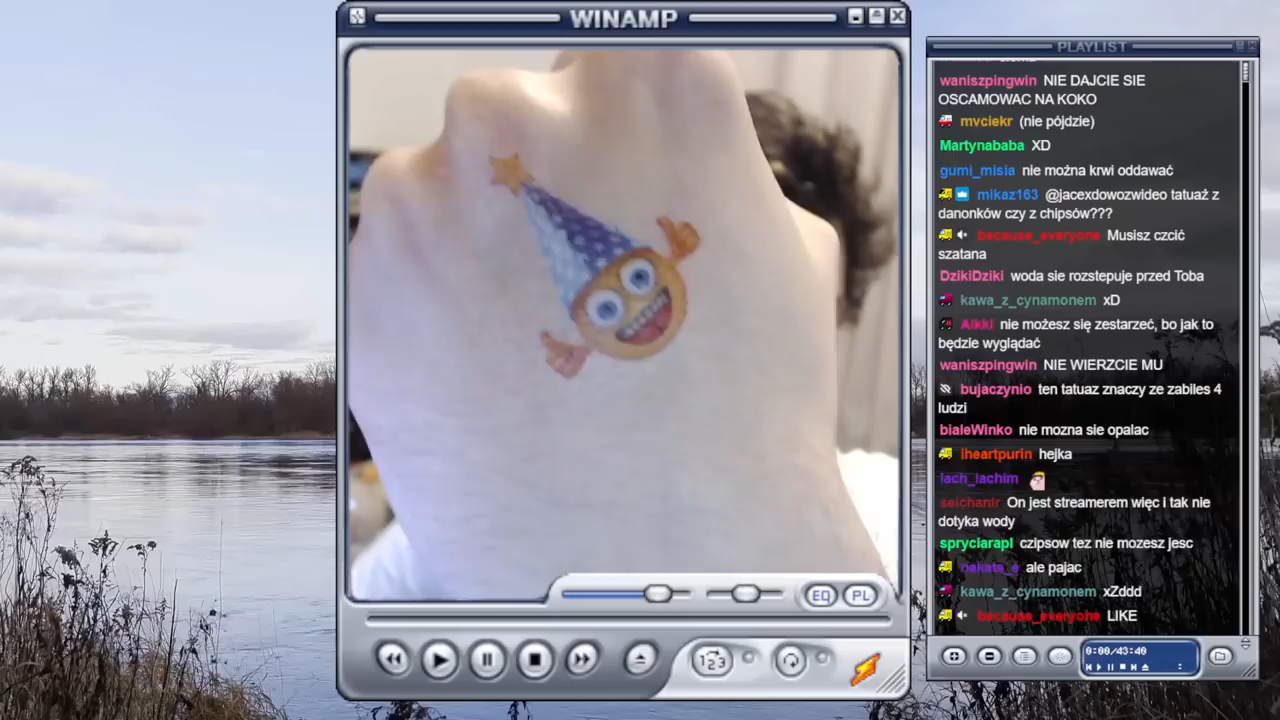 WINAMP
EQ
PL
123
PLAYLIST
waniszpingwin NIE DAJCIE SIE
OSCAMOWAC NA KOKO
mvciekr (nie pójdzie)
Martynababa XD
gumi_misia nie można krwi oddawać
mikaz163 @jacexdowozwideo tatuaż z
danonków czy z chipsów???
because_everyone Musisz czcić
szatana
DzikiDziki woda sie rozstepuje przed Toba
kawa_z_cynamonem xD
Aikki nie możesz się zestarzeć, bo jak to
będzie wyglądać
waniszpingwin NIE WIERZCIE MU
bujaczynio ten tatuaz znaczy ze zabiles 4
ludzi
bialeWinko nie mozna sie opalac
iheartpurin hejka
lach_lachim
seichanir On jest streamerem więc i tak nie
dotyka wody
spryciarapl czipsow tez nie mozesz jesc
nakate_e ale pajac
kawa_z_cynamonem xZddd
because_everyone LIKE
0:00/43:40